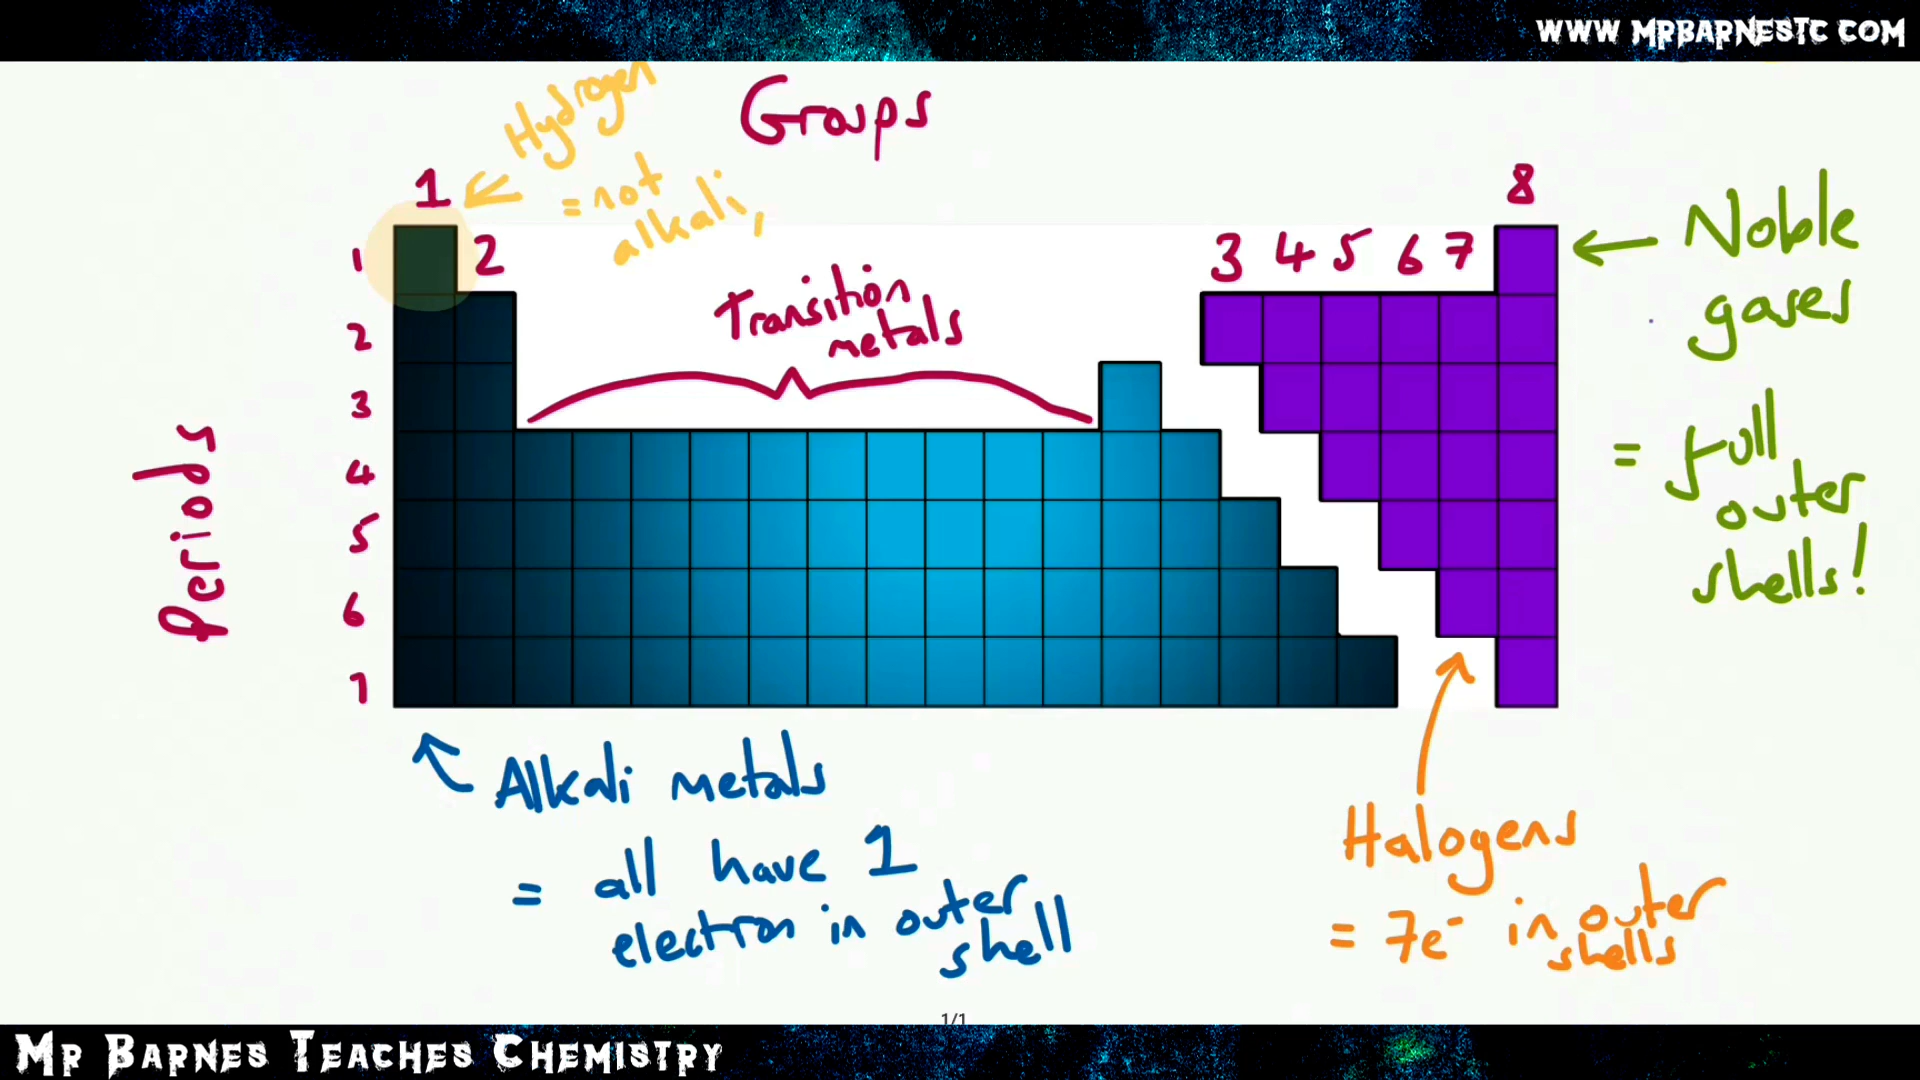 WWW MRBARNESTC COM
Hydrogen
= not
alkali,
Groups
1
8
2
3 4 5 6 7
Noble
gases
= full
outer
shells!
Transition
metals
Periods
1
2
3
4
5
6
7
Alkali metals
= all have 1
electron in outer
shell
Halogens
= 7e⁻ in outer
shells
1/1
MR BARNES TEACHES CHEMISTRY